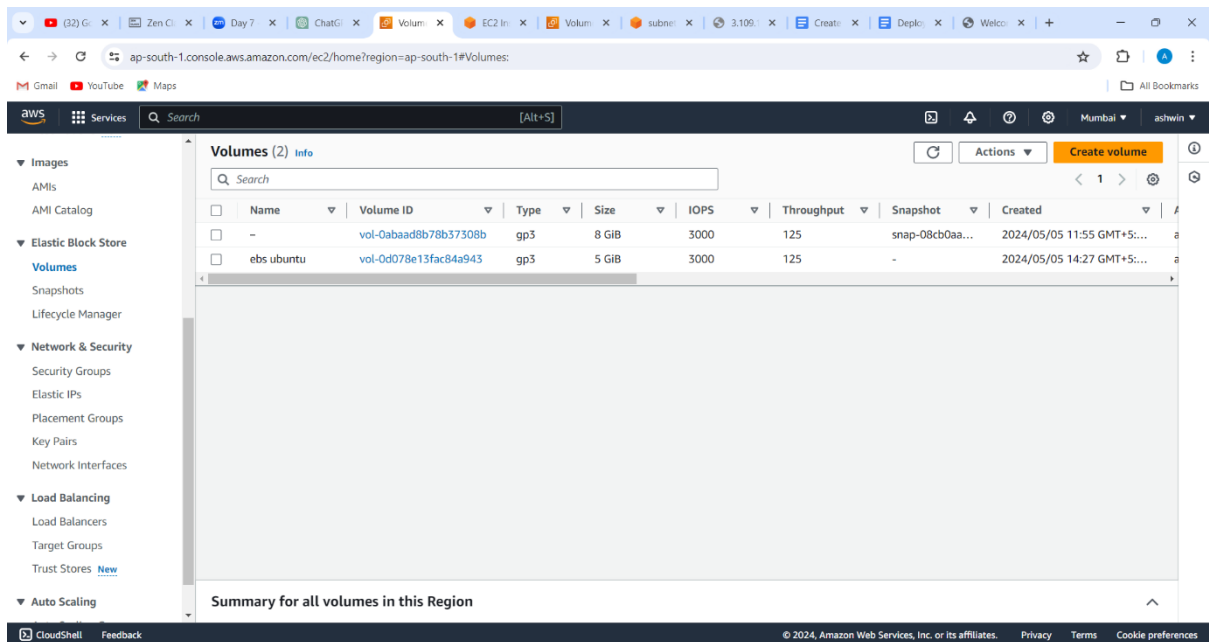 (32) Gc
Zen Cl
Day 7
ChatG
Volum
EC2 In
Volum
subnet
3.109.
Create
Deploy
Welco
ap-south-1.console.aws.amazon.com/ec2/home?region=ap-south-1#Volumes:
A
Gmail YouTube Maps
All Bookmarks
aws Services Search [Alt+S] Mumbai ashwin
Images
AMIs
AMI Catalog
Elastic Block Store
Volumes
Snapshots
Lifecycle Manager
Network & Security
Security Groups
Elastic IPs
Placement Groups
Key Pairs
Network Interfaces
Load Balancing
Load Balancers
Target Groups
Trust Stores New
Auto Scaling
Volumes (2) Info
Actions Create volume
Search
1
Name Volume ID Type Size IOPS Throughput Snapshot Created
– vol-0abaad8b78b37308b gp3 8 GiB 3000 125 snap-08cb0aa... 2024/05/05 11:55 GMT+5:...
ebs ubuntu vol-0d078e13fac84a943 gp3 5 GiB 3000 125 - 2024/05/05 14:27 GMT+5:...
Summary for all volumes in this Region
CloudShell Feedback © 2024, Amazon Web Services, Inc. or its affiliates. Privacy Terms Cookie preferences